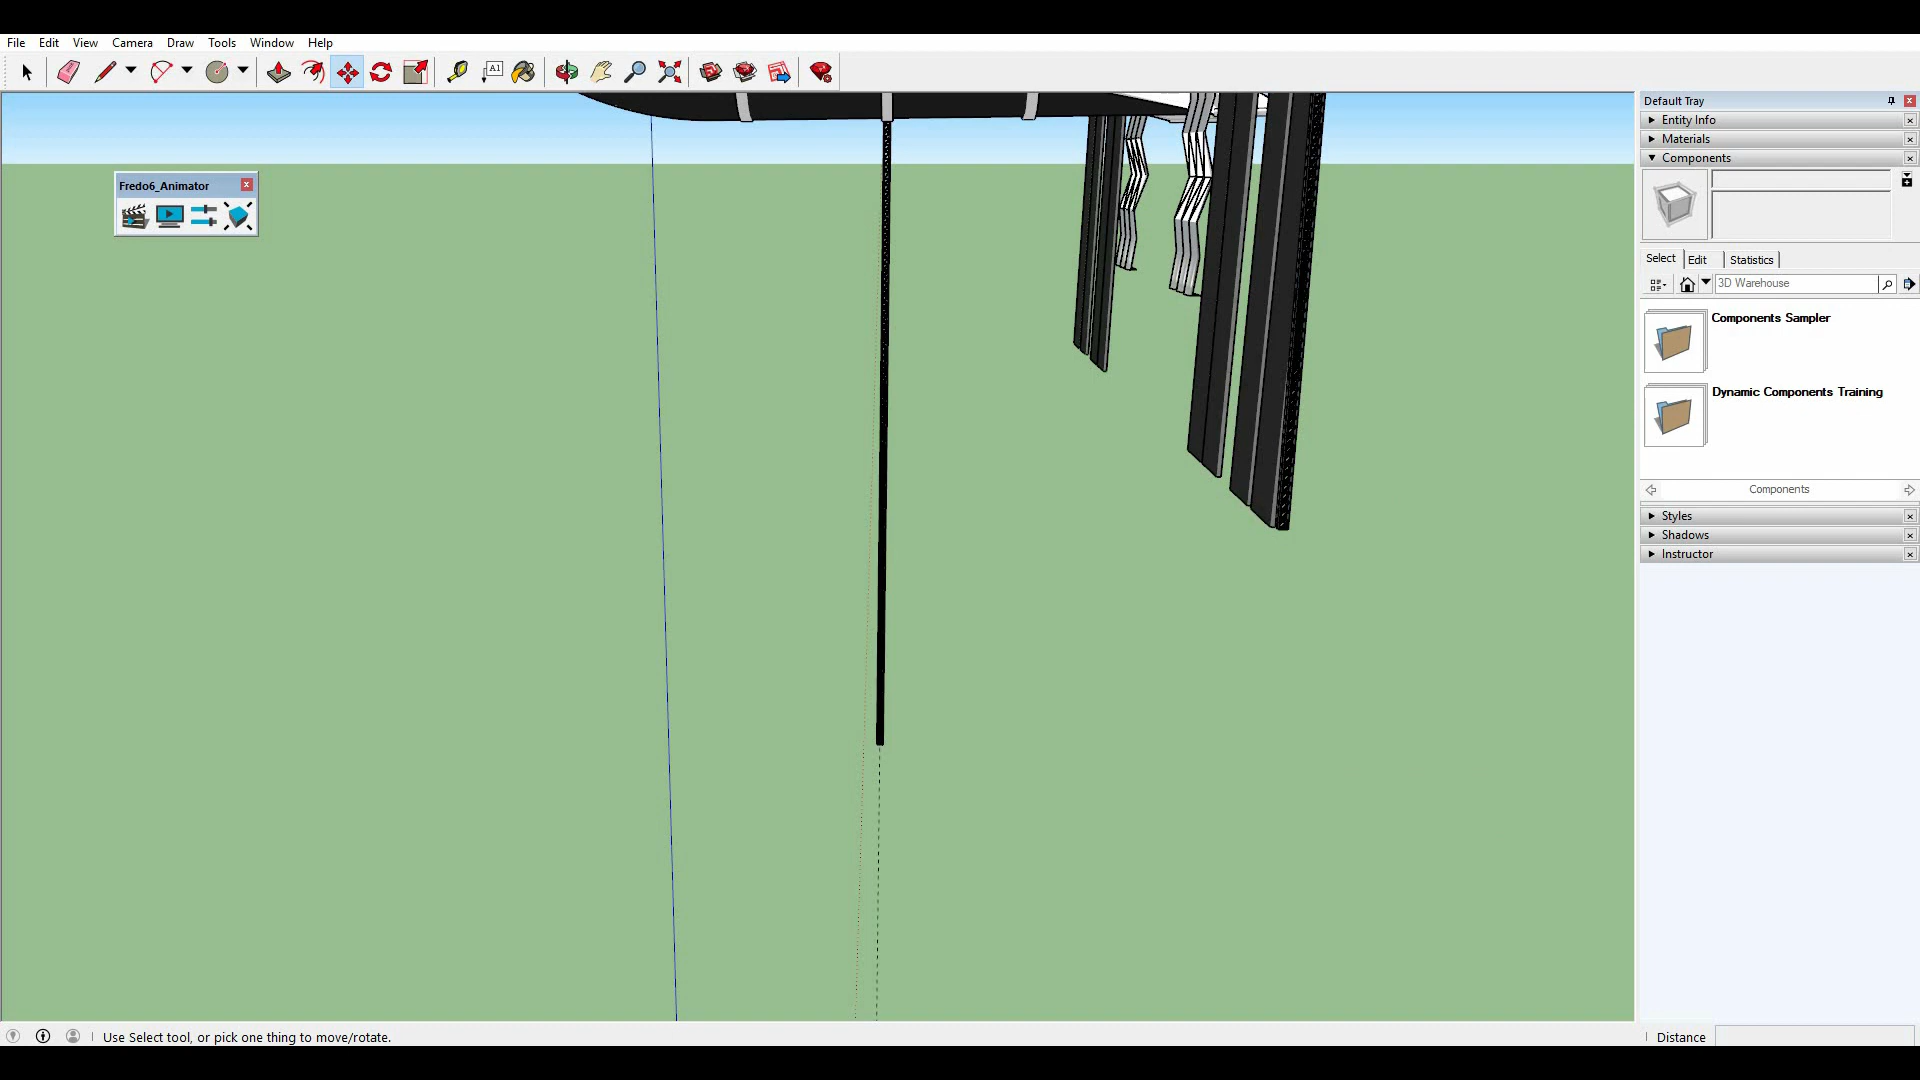 File Edit View Camera Draw Tools Window Help
A1
Default Tray
Entity Info
Materials
Components
Fredo6_Animator
Select Edit Statistics
3D Warehouse
Components Sampler
Dynamic Components Training
Components
Styles
Shadows
Instructor
Use Select tool, or pick one thing to move/rotate.
Distance